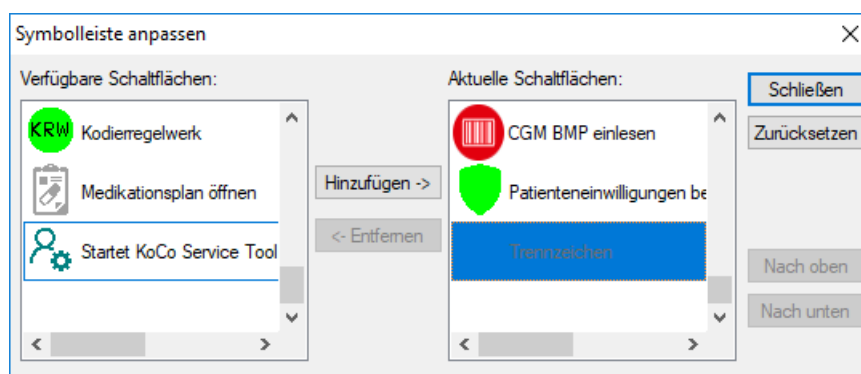 Symbolleiste anpassen
Verfügbare Schaltflächen:
KRW Kodierregelwerk
Medikationsplan öffnen
Startet KoCo Service Tool
Hinzufügen ->
<- Entfernen
Aktuelle Schaltflächen:
CGM BMP einlesen
Patienteneinwilligungen be
Trennzeichen
Schließen
Zurücksetzen
Nach oben
Nach unten